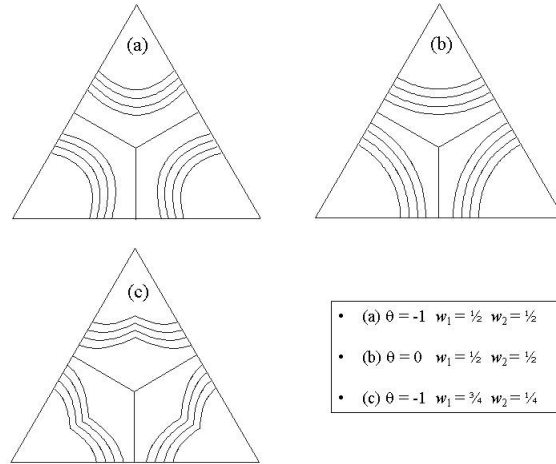 (a)
(b)
(c)
• (a) θ = -1 w₁ = ½ w₂ = ½
• (b) θ = 0 w₁ = ½ w₂ = ½
• (c) θ = -1 w₁ = ¾ w₂ = ¼